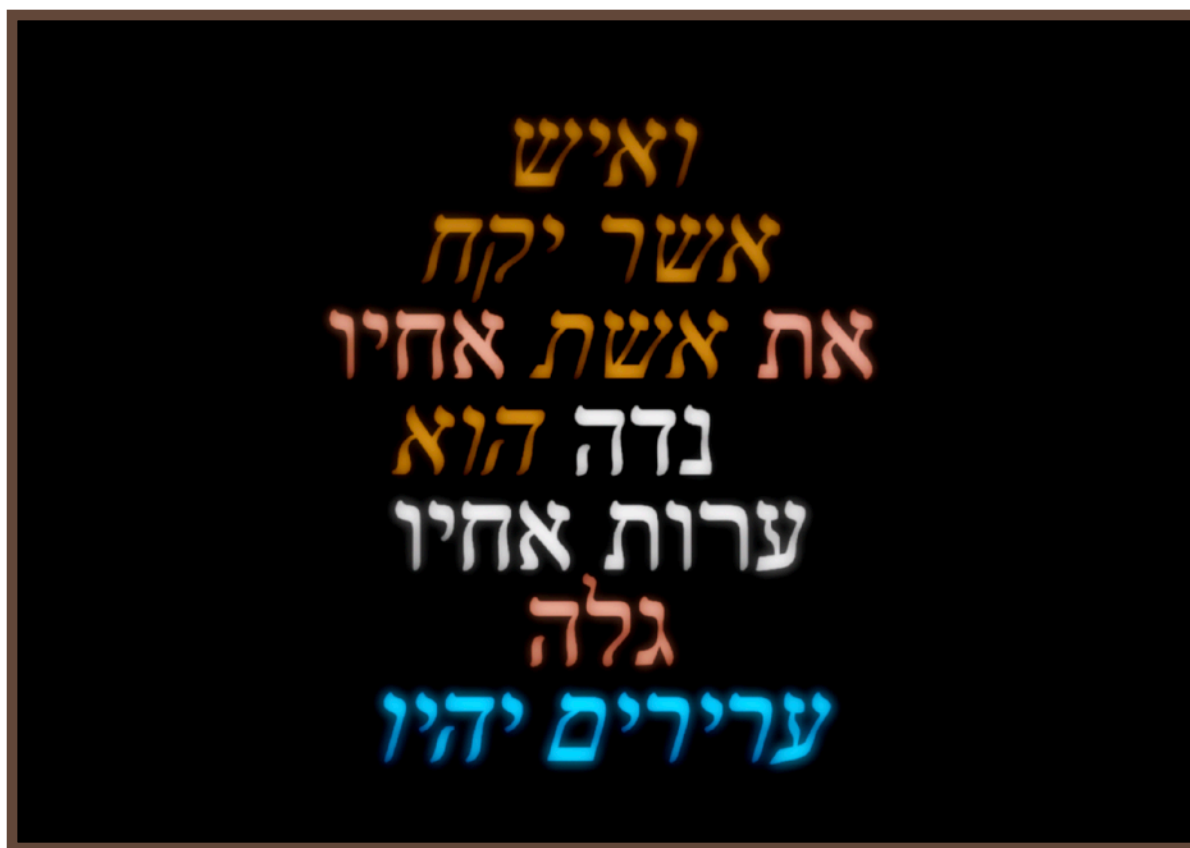 ואיש
אשר יקח
את אשת אחיו
נדה הוא
ערות אחיו
גלה
ערירים יהיו